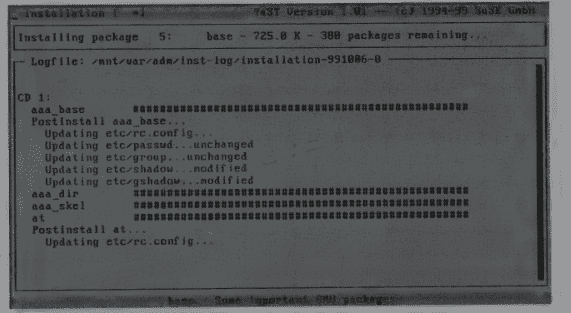 Installation [ *] YaST Version 1.01 -- (c) 1994-99 SuSE GmbH
Installing package 5: base - 725.0 K - 380 packages remaining...
Logfile: /mnt/var/adm/inst-log/installation-991006-0
CD 1:
aaa_base ##################################################
PostInstall aaa_base...
Updating etc/rc.config...
Updating etc/passwd...unchanged
Updating etc/group...unchanged
Updating etc/shadow...modified
Updating etc/gshadow...modified
aaa_dir ##################################################
aaa_skel ##################################################
at ##################################################
Postinstall at...
Updating etc/rc.config...
base - Some important GNU packages